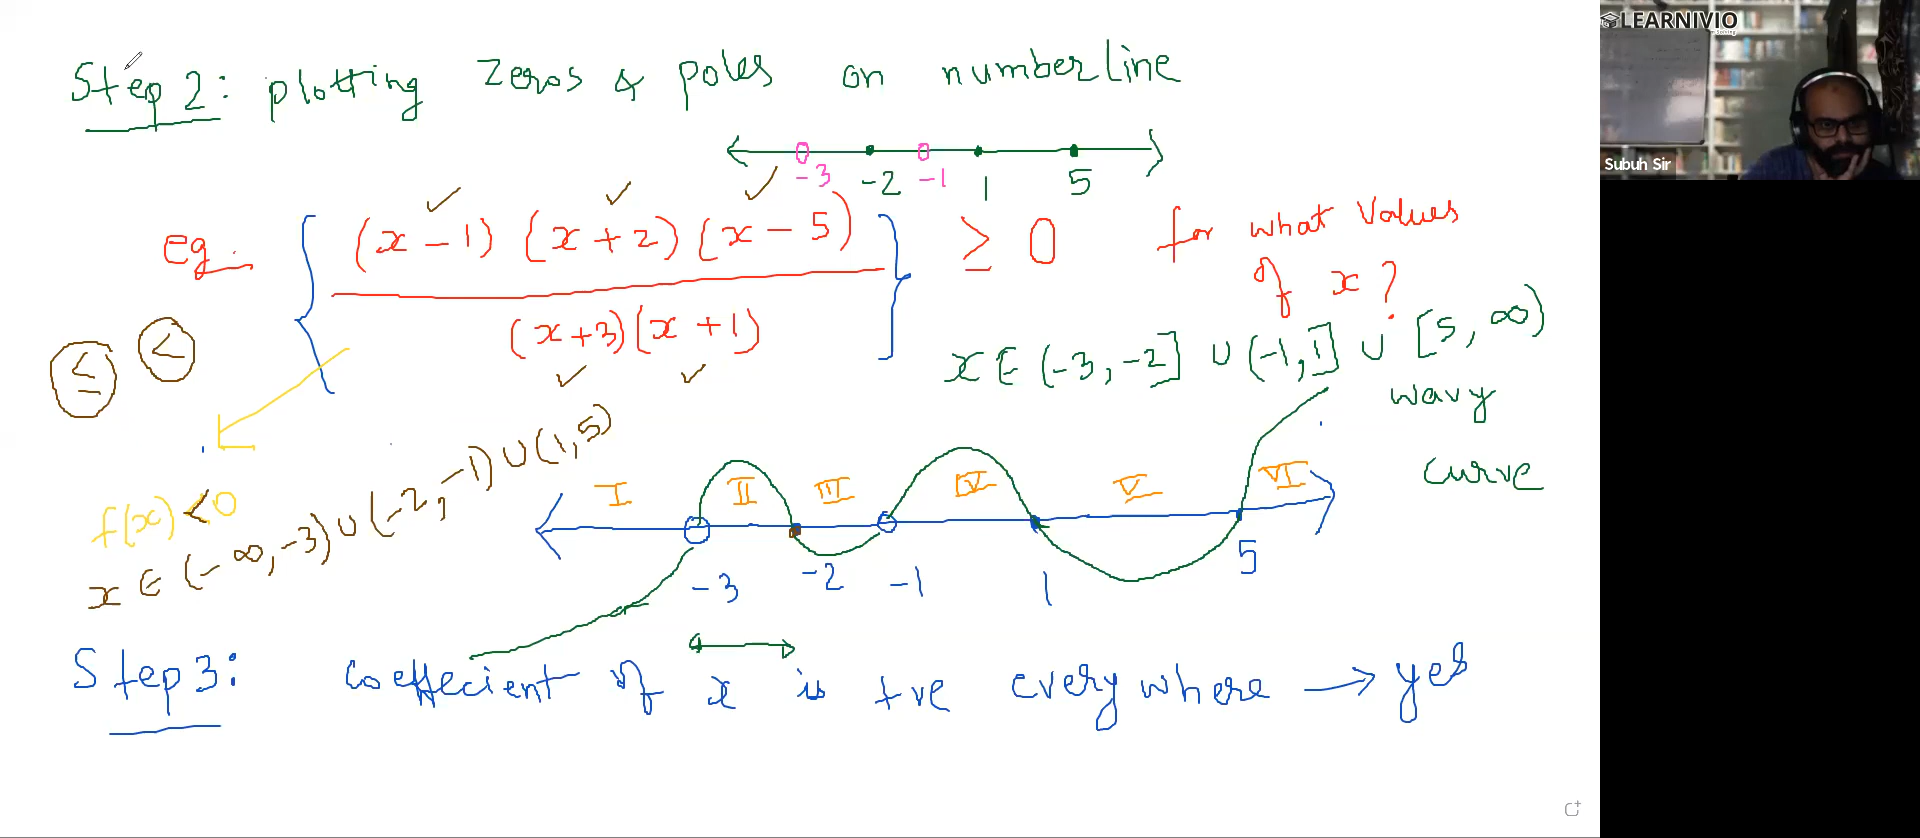 Step 2: plotting zeros & poles on number line
-3 -2 -1 1 5
eg. { (x - 1) (x + 2) (x - 5) / (x + 3) (x + 1) } ≥ 0 for what values
of x ?
x ∈ (-3, -2] ∪ (-1, 1] ∪ [5, ∞)
≤ <
wavy
curve
f(x) < 0
x ∈ (-∞, -3) ∪ (-2, -1) ∪ (1, 5)
I II III IV V VI
-3 -2 -1 1 5
Step 3: coeffecient of x is +ve everywhere → yes
LEARNIVIO
Subuh Sir